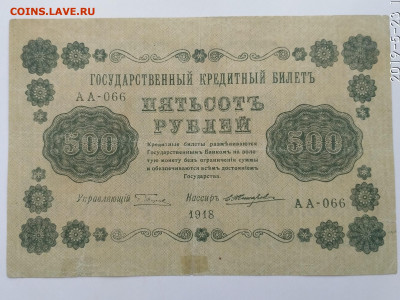 COINS.LAVE.RU
2019-5-23
ГОСУДАРСТВЕННЫЙ КРЕДИТНЫЙ БИЛЕТЪ
АА-066
ПЯТЬСОТЪ
РУБЛЕЙ
500
Кредитные билеты размѣниваются
Государственнымъ Банкомъ на золо-
тую монету безъ ограниченія суммы
и обезпечиваются всѣмъ достояніемъ
Государства.
500
Управляющій
Кассиръ
АА-066
1918